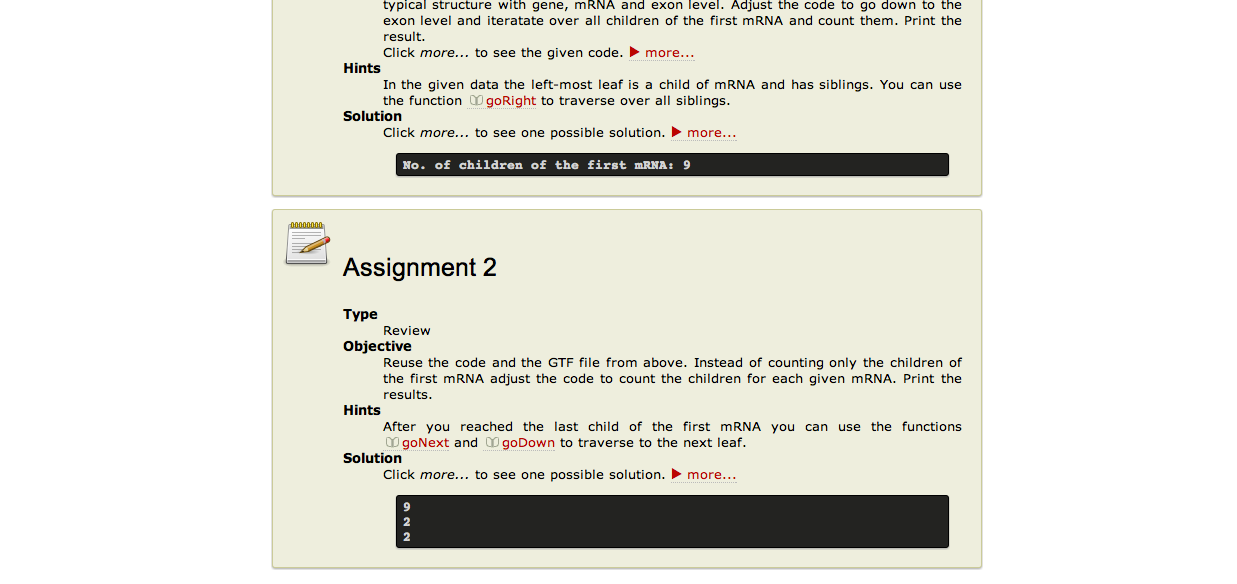 typical structure with gene, mRNA and exon level. Adjust the code to go down to the
exon level and iteratate over all children of the first mRNA and count them. Print the
result.
Click more... to see the given code. more...
Hints
In the given data the left-most leaf is a child of mRNA and has siblings. You can use
the function goRight to traverse over all siblings.
Solution
Click more... to see one possible solution. more...
No. of children of the first mRNA: 9
Assignment 2
Type
Review
Objective
Reuse the code and the GTF file from above. Instead of counting only the children of
the first mRNA adjust the code to count the children for each given mRNA. Print the
results.
Hints
After you reached the last child of the first mRNA you can use the functions
goNext and goDown to traverse to the next leaf.
Solution
Click more... to see one possible solution. more...
9
2
2